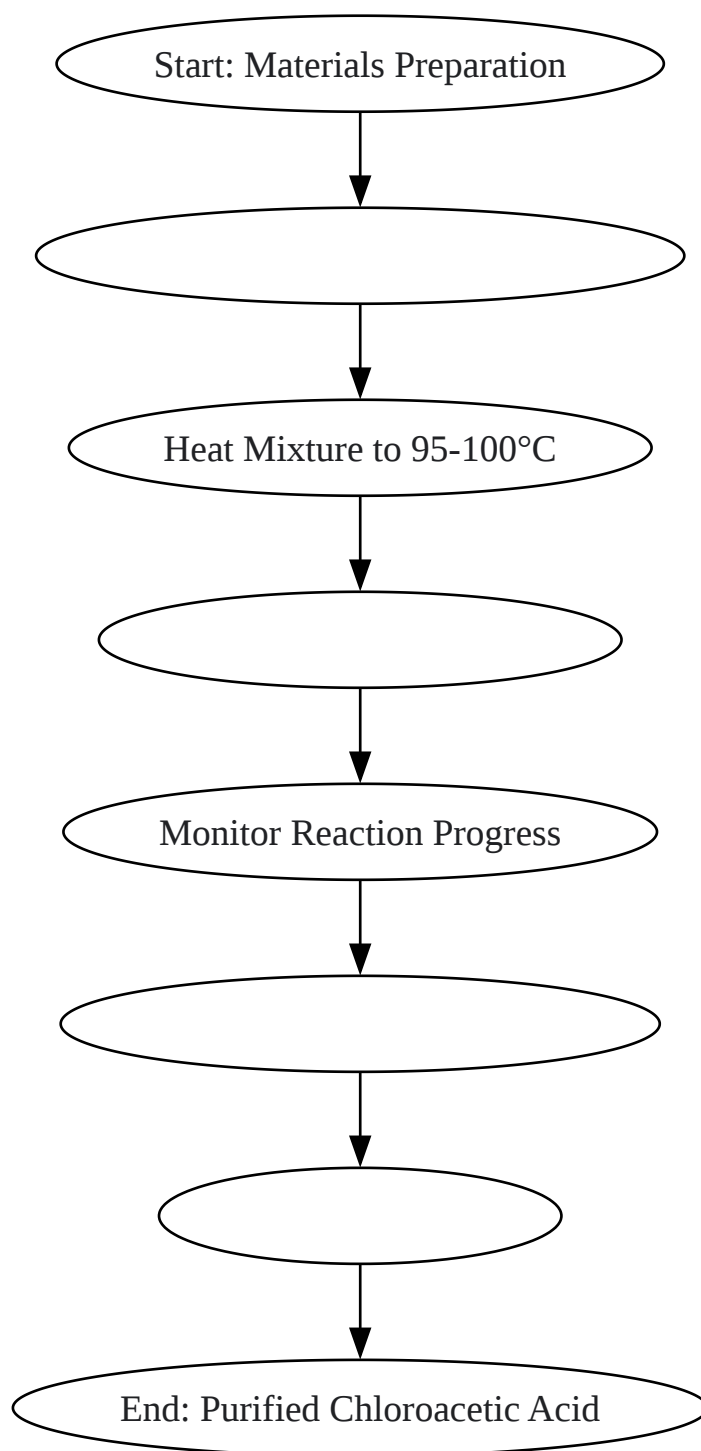 Start: Materials Preparation
Heat Mixture to 95-100°C
Monitor Reaction Progress
End: Purified Chloroacetic Acid